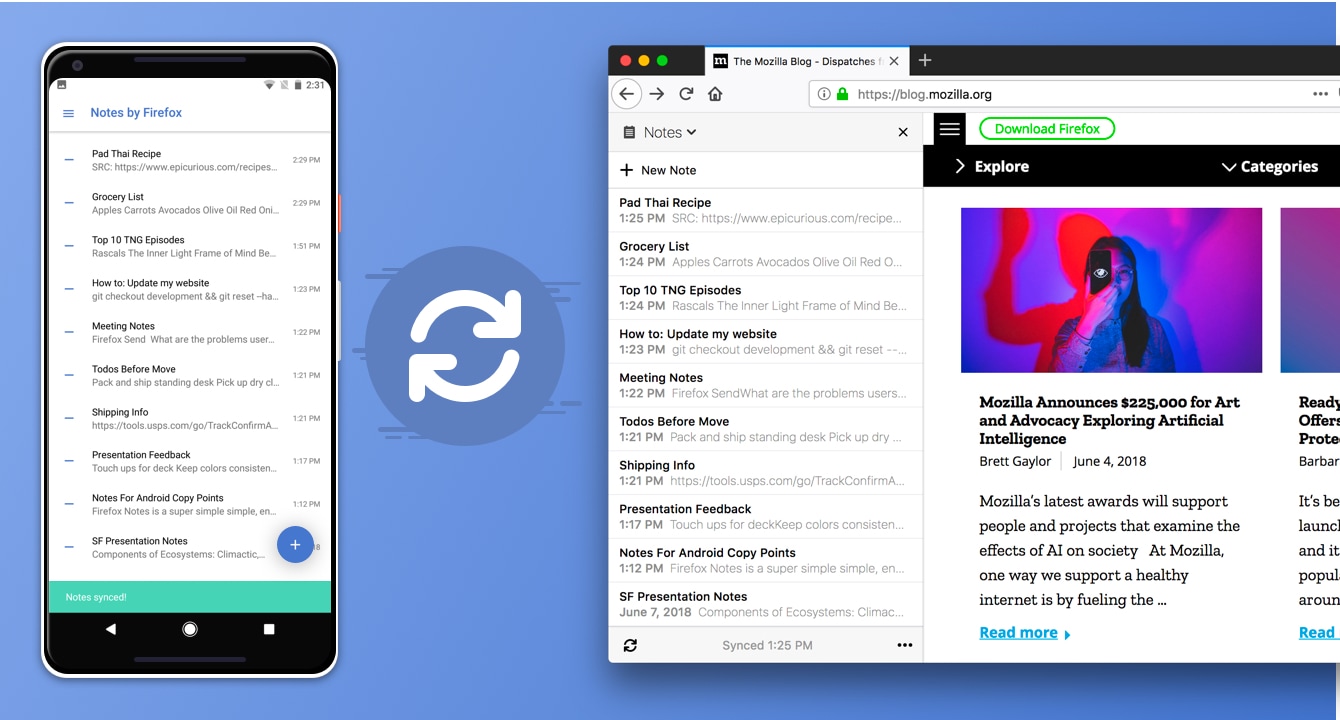 2:31
Notes by Firefox
Pad Thai Recipe
SRC: https://www.epicurious.com/recipes...
2:29 PM
Grocery List
Apples Carrots Avocados Olive Oil Red Oni...
2:29 PM
Top 10 TNG Episodes
Rascals The Inner Light Frame of Mind Be...
1:51 PM
How to: Update my website
git checkout development && git reset --ha...
1:23 PM
Meeting Notes
Firefox Send  What are the problems user...
1:22 PM
Todos Before Move
Pack and ship standing desk Pick up dry cl...
1:21 PM
Shipping Info
https://tools.usps.com/go/TrackConfirmA...
1:21 PM
Presentation Feedback
Touch ups for deck Keep colors consisten...
1:17 PM
Notes For Android Copy Points
Firefox Notes is a super simple simple, en...
1:12 PM
SF Presentation Notes
Components of Ecosystems: Climactic,...
18
Notes synced!
m The Mozilla Blog - Dispatches f
https://blog.mozilla.org
Notes
New Note
Pad Thai Recipe
1:25 PM SRC: https://www.epicurious.com/recipe...
Grocery List
1:24 PM Apples Carrots Avocados Olive Oil Red O...
Top 10 TNG Episodes
1:24 PM Rascals The Inner Light Frame of Mind Be...
How to: Update my website
1:23 PM git checkout development && git reset --...
Meeting Notes
1:22 PM Firefox SendWhat are the problems users...
Todos Before Move
1:21 PM Pack and ship standing desk Pick up dry ...
Shipping Info
1:21 PM https://tools.usps.com/go/TrackConfirmA...
Presentation Feedback
1:17 PM Touch ups for deckKeep colors consisten...
Notes For Android Copy Points
1:12 PM Firefox Notes is a super simple simple, en...
SF Presentation Notes
June 7, 2018 Components of Ecosystems: Climac...
Synced 1:25 PM
Download Firefox
Explore
Categories
Mozilla Announces $225,000 for Art
and Advocacy Exploring Artificial
Intelligence
Brett Gaylor June 4, 2018
Mozilla's latest awards will support
people and projects that examine the
effects of AI on society  At Mozilla,
one way we support a healthy
internet is by fueling the ...
Read more
Ready
Offers
Prote
Barbar
It's be
launc
and it
popul
aroun
Read